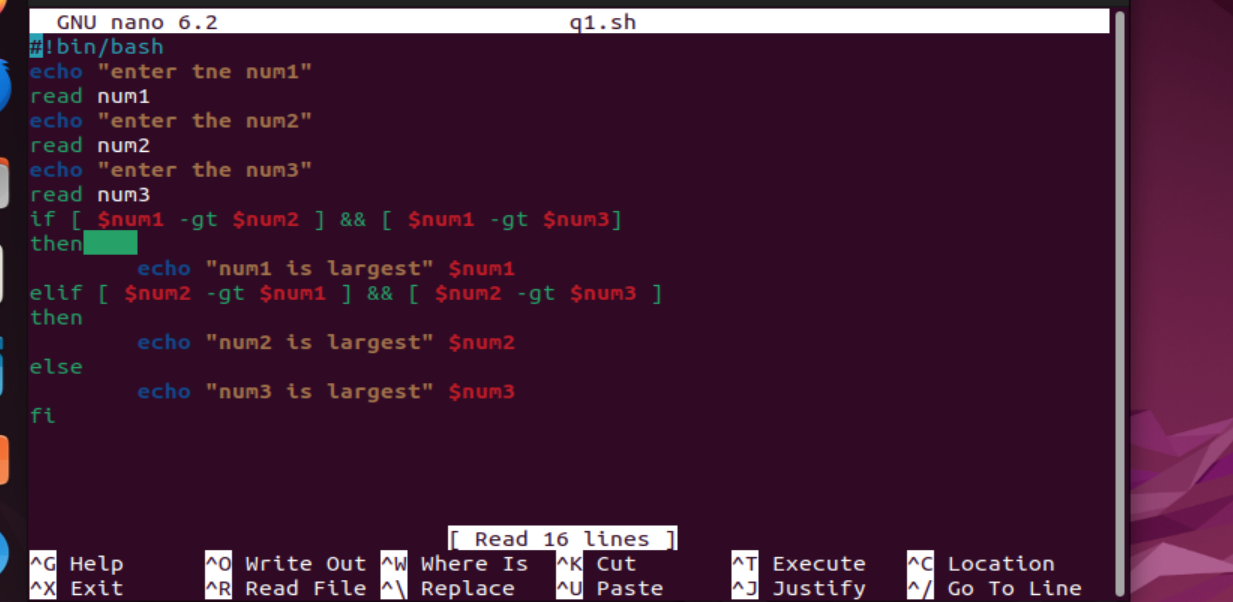 GNU nano 6.2 q1.sh
#!bin/bash
echo "enter tne num1"
read num1
echo "enter the num2"
read num2
echo "enter the num3"
read num3
if [ $num1 -gt $num2 ] && [ $num1 -gt $num3]
then
echo "num1 is largest" $num1
elif [ $num2 -gt $num1 ] && [ $num2 -gt $num3 ]
then
echo "num2 is largest" $num2
else
echo "num3 is largest" $num3
fi
[ Read 16 lines ]
^G Help ^O Write Out ^W Where Is ^K Cut ^T Execute ^C Location
^X Exit ^R Read File ^\ Replace ^U Paste ^J Justify ^/ Go To Line